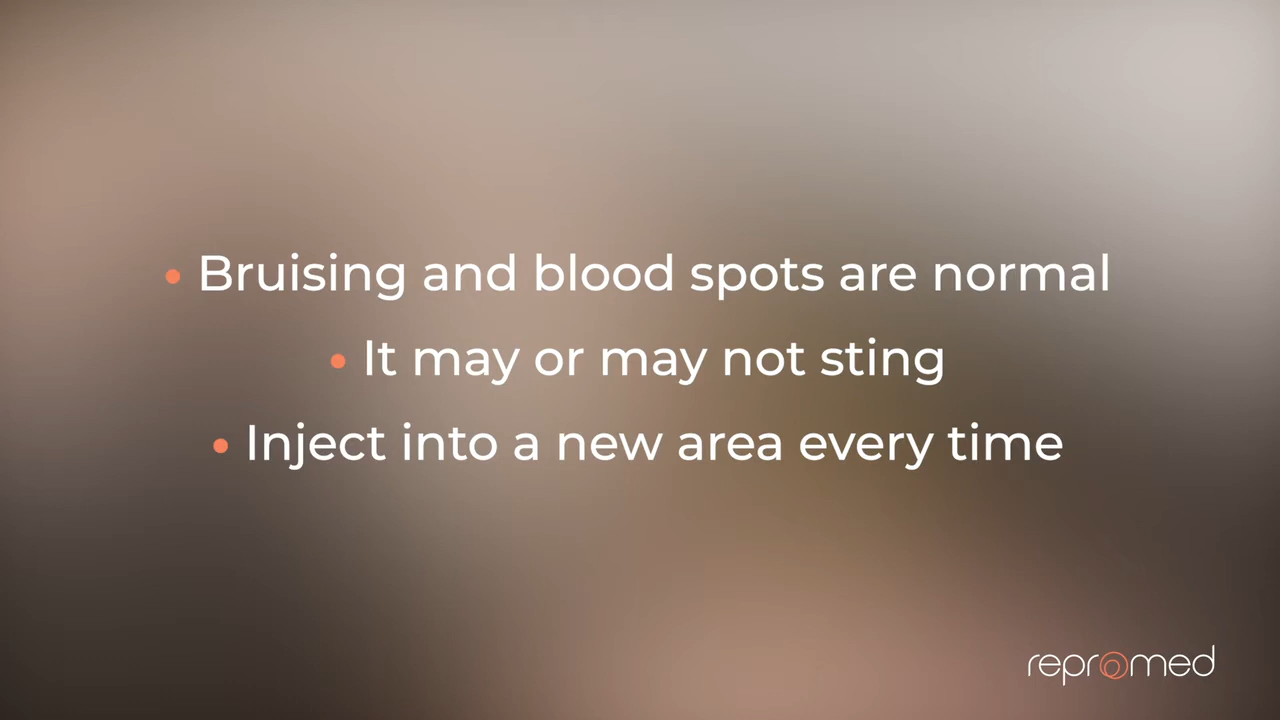 • Bruising and blood spots are normal
• It may or may not sting
• Inject into a new area every time
repromed